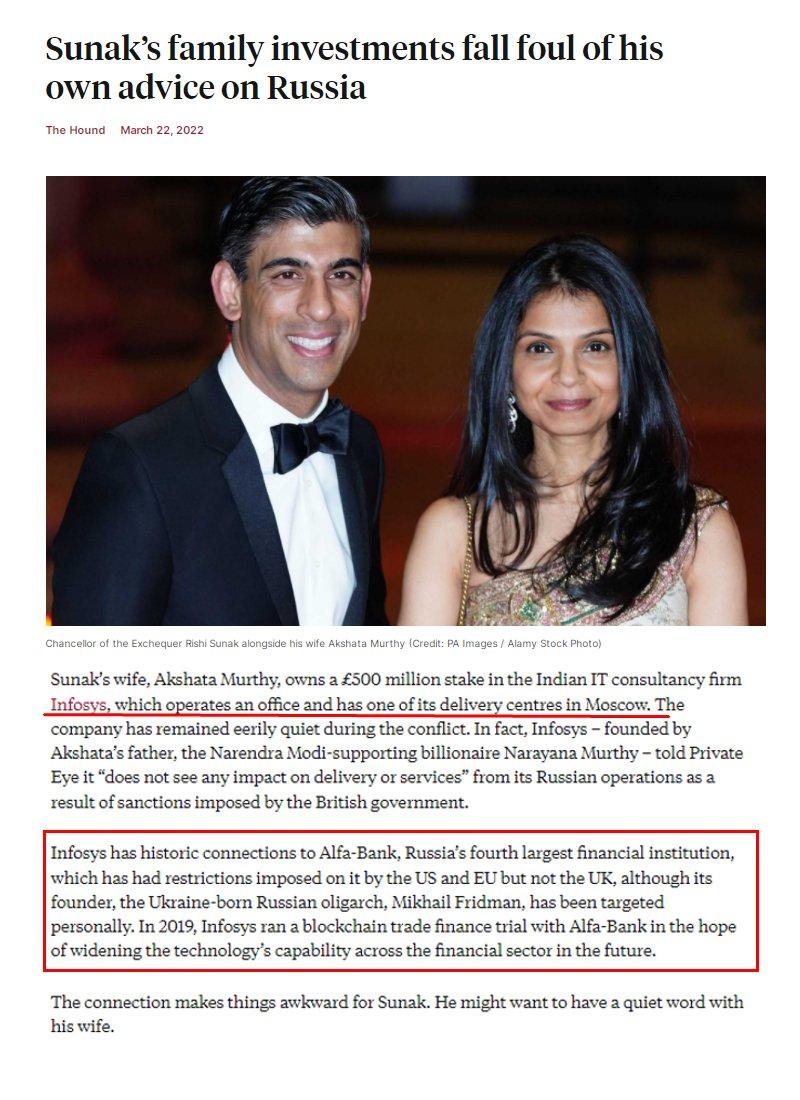 Sunak’s family investments fall foul of his
own advice on Russia
The Hound March 22, 2022
Chancellor of the Exchequer Rishi Sunak alongside his wife Akshata Murthy (Credit: PA Images / Alamy Stock Photo)
Sunak’s wife, Akshata Murthy, owns a £500 million stake in the Indian IT consultancy firm
Infosys, which operates an office and has one of its delivery centres in Moscow. The
company has remained eerily quiet during the conflict. In fact, Infosys – founded by
Akshata’s father, the Narendra Modi-supporting billionaire Narayana Murthy – told Private
Eye it “does not see any impact on delivery or services” from its Russian operations as a
result of sanctions imposed by the British government.
Infosys has historic connections to Alfa-Bank, Russia’s fourth largest financial institution,
which has had restrictions imposed on it by the US and EU but not the UK, although its
founder, the Ukraine-born Russian oligarch, Mikhail Fridman, has been targeted
personally. In 2019, Infosys ran a blockchain trade finance trial with Alfa-Bank in the hope
of widening the technology’s capability across the financial sector in the future.
The connection makes things awkward for Sunak. He might want to have a quiet word with
his wife.